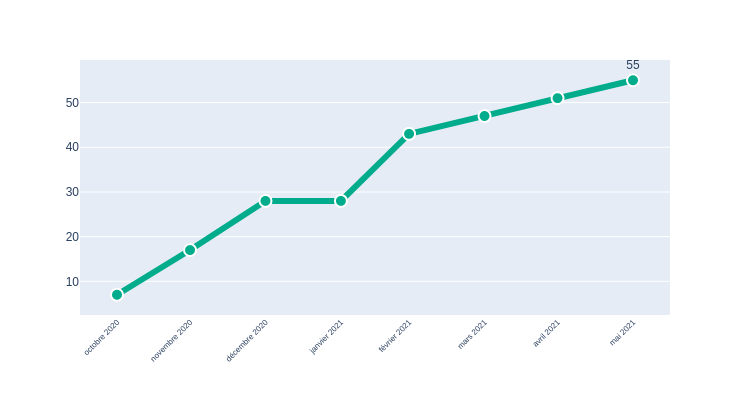 55
50
40
30
20
10
octobre 2020
novembre 2020
décembre 2020
janvier 2021
février 2021
mars 2021
avril 2021
mai 2021